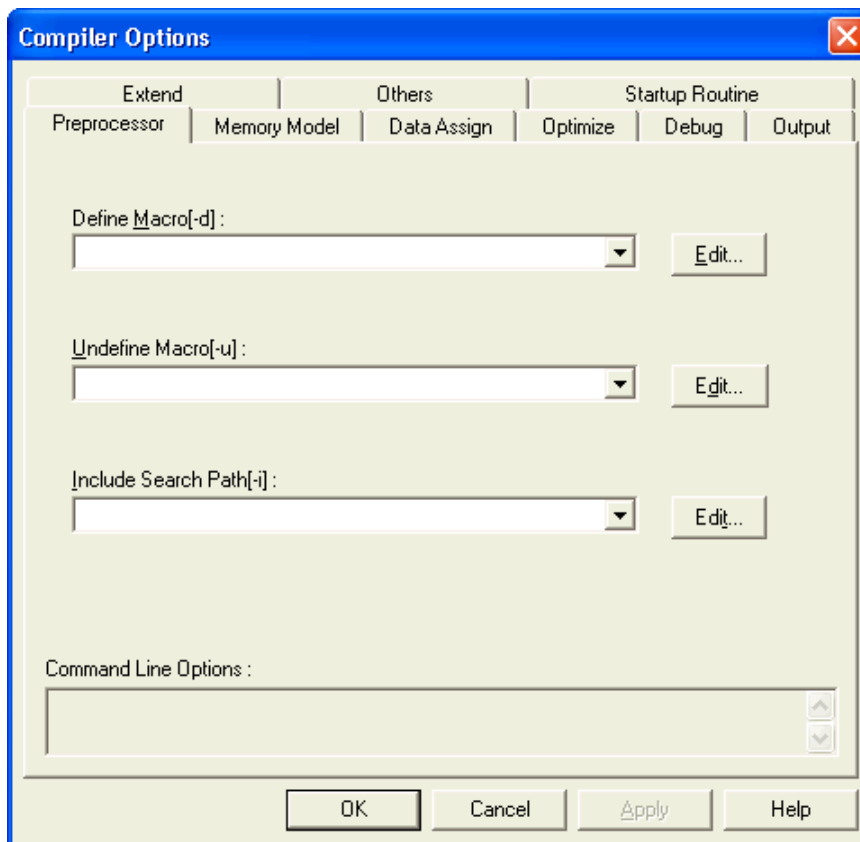 Compiler Options
Extend Others Startup Routine
Preprocessor Memory Model Data Assign Optimize Debug Output
Define Macro[-d] :
Edit...
Undefine Macro[-u] :
Edit...
Include Search Path[-i] :
Edit...
Command Line Options :
OK Cancel Apply Help